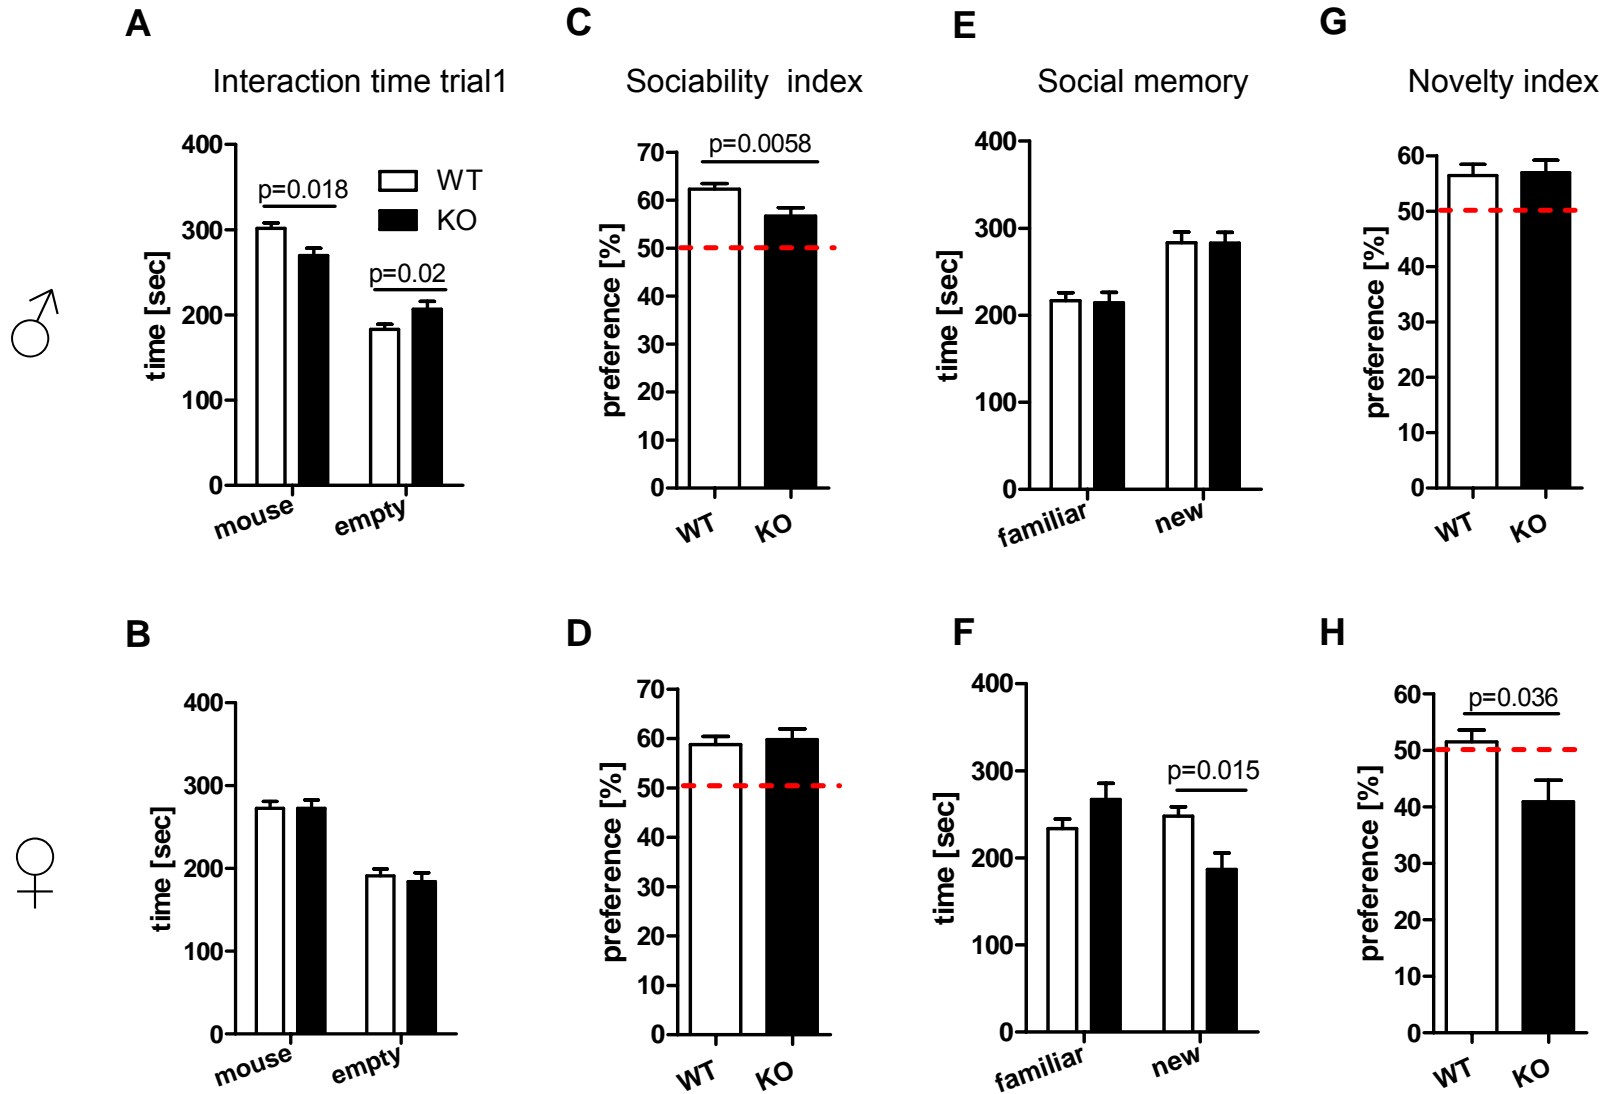 A
Interaction time trial1
400
300
200
100
0
time [sec]
p=0.018
p=0.02
WT
KO
mouse
empty
C
Sociability index
70
60
50
40
30
20
10
0
preference [%]
p=0.0058
WT
KO
E
Social memory
400
300
200
100
0
time [sec]
familiar
new
G
Novelty index
60
50
40
30
20
10
0
preference [%]
WT
KO
B
400
300
200
100
0
time [sec]
mouse
empty
D
70
60
50
40
30
20
10
0
preference [%]
WT
KO
F
400
300
200
100
0
time [sec]
p=0.015
familiar
new
H
60
50
40
30
20
10
0
preference [%]
p=0.036
WT
KO